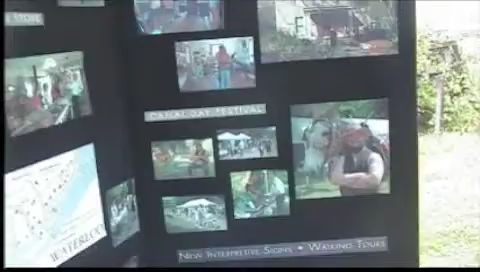 STORE
CANAL DAY FESTIVAL
WATERLOO
NEW INTERPRETIVE SIGNS • WALKING TOURS